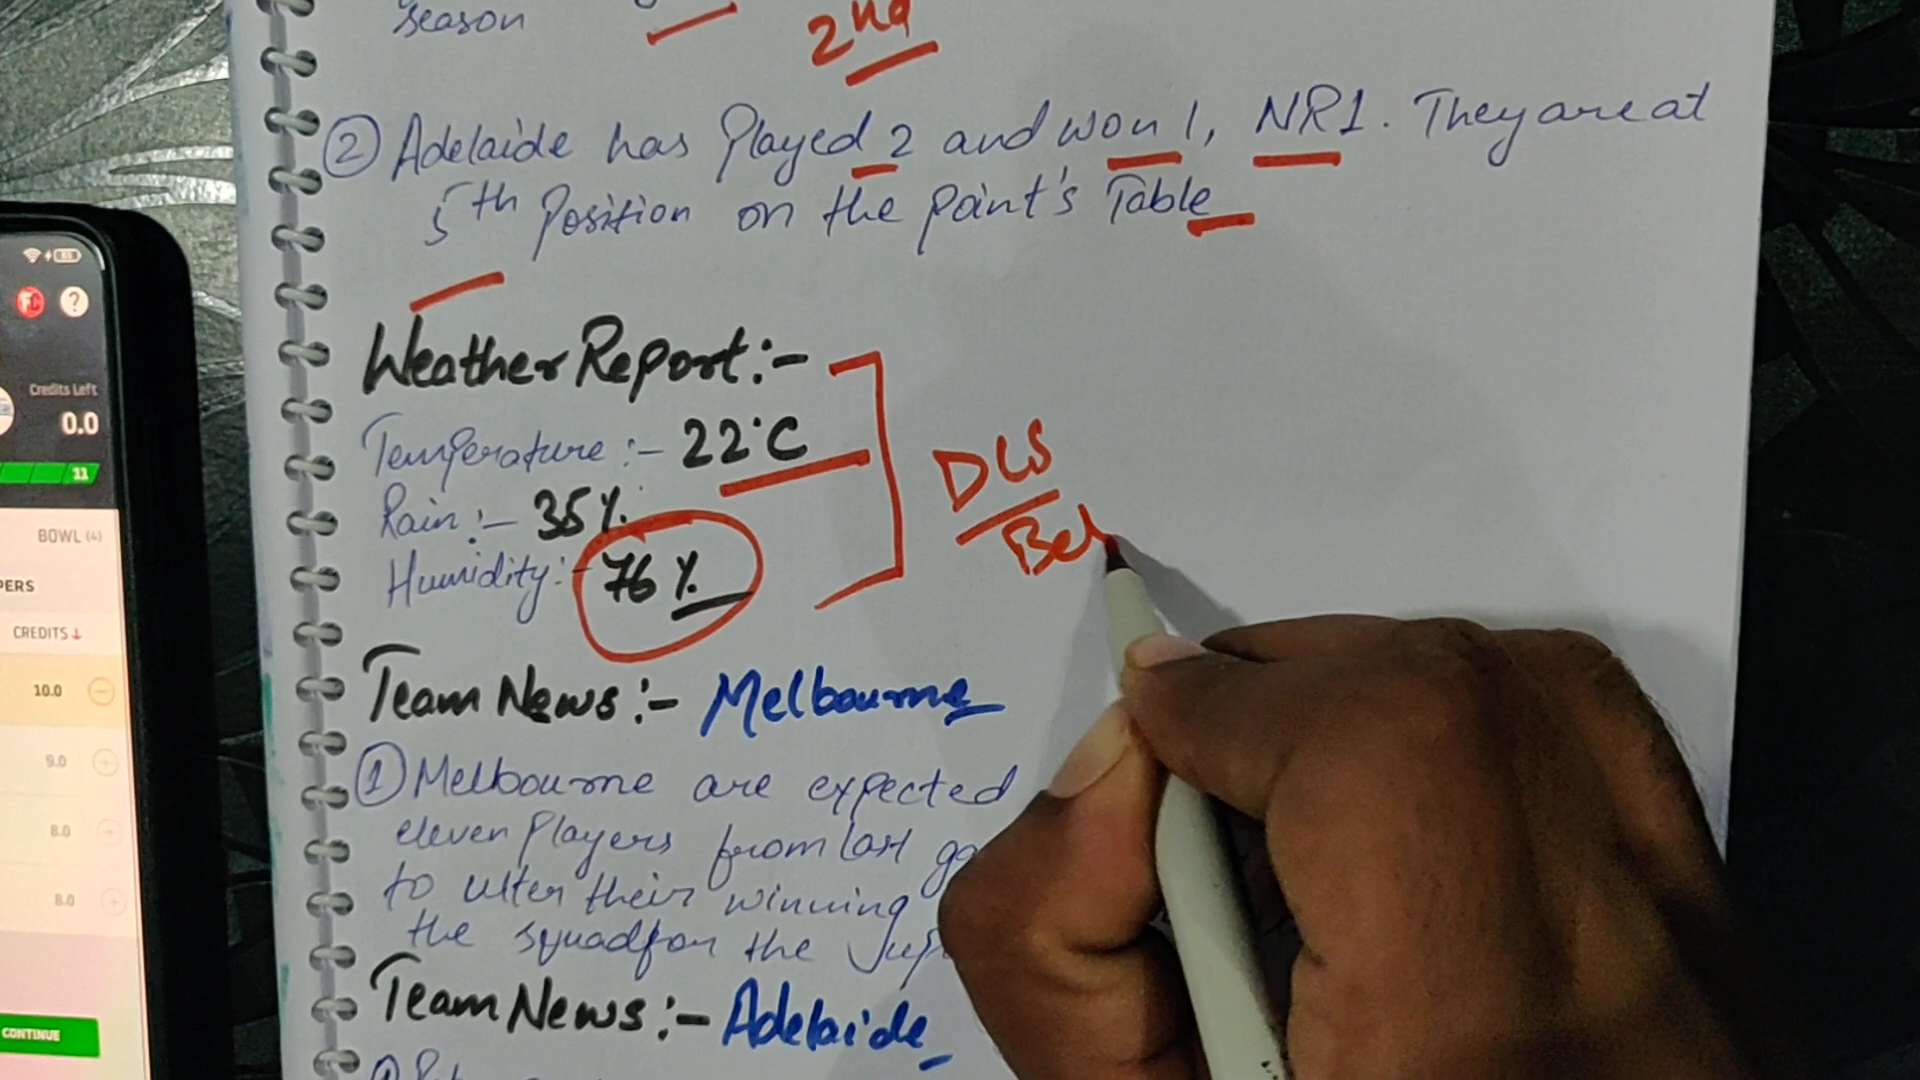 season
2nd
② Adelaide has Played 2 and won 1, NR1. They are at
5th Position on the point's Table
Weather Report:-
Temperature:- 22°C
Rain:- 35%
Humidity:- 76%
DLS
Team News:- Melbourne
① Melbourne are expected
eleven Players from last
to ulter their winning
the squad for the
Team News:- Adelaide
FC ?
Credits Left
0.0
11
BOWL (4)
CREDITS↓
10.0
9.0
8.0
8.0
CONTINUE